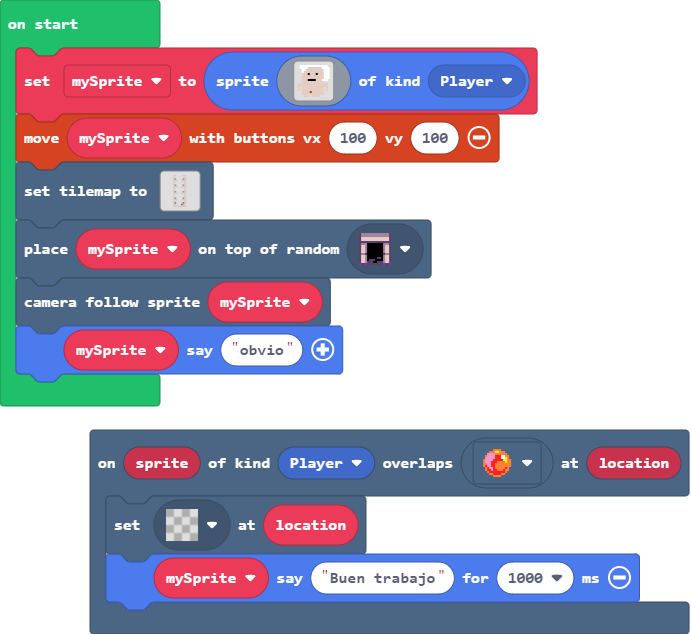 on start
set mySprite to sprite of kind Player
move mySprite with buttons vx 100 vy 100
set tilemap to
place mySprite on top of random
camera follow sprite mySprite
mySprite say "obvio"
on sprite of kind Player overlaps at location
set at location
mySprite say "Buen trabajo" for 1000 ms